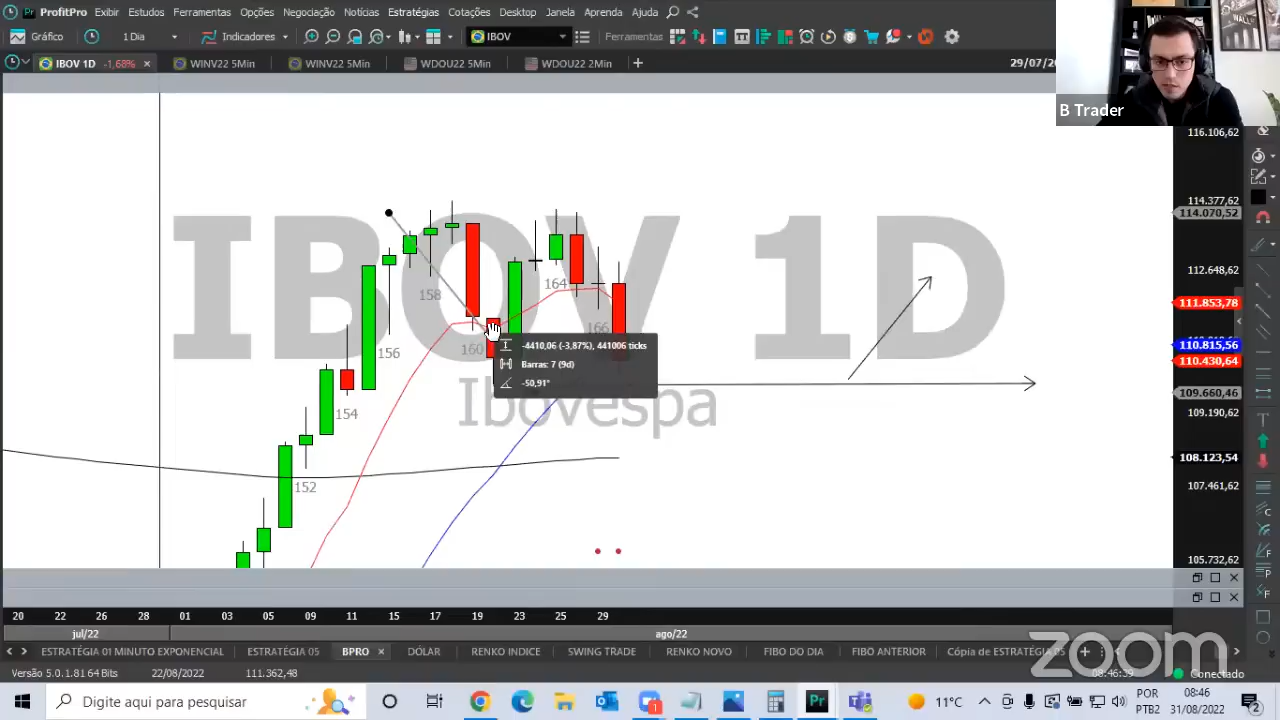 ProfitPro Exibir Estudos Ferramentas Opções Negociação Notícias Estratégias Cotações Desktop Janela Aprenda Ajuda
Gráfico 1 Dia Indicadores IBOV Ferramentas
IBOV 1D -1,68% WINV22 5Min WINV22 5Min WDOU22 5Min WDOU22 2Min
29/07/
B Trader
116.106,62
114.377,62
114.070,52
112.648,62
111.853,78
110.815,56
110.430,64
109.660,46
109.190,62
108.123,54
107.461,62
105.732,62
IBOV 1D
Ibovespa
158
164
166
156
160
154
152
-4410,06 (-3,87%), 441006 ticks
Barras: 7 (9d)
-50,91°
20 22 26 28 01 03 05 09 11 15 17 19 23 25 29
jul/22 ago/22
ESTRATÉGIA 01 MINUTO EXPONENCIAL ESTRATÉGIA 05 BPRO DÓLAR RENKO INDICE SWING TRADE RENKO NOVO FIBO DO DIA FIBO ANTERIOR Cópia de ESTRATÉGIA 05
zoom
Versão 5.0.1.81 64 Bits 22/08/2022 111.362,48 08:46:39 Conectado
Digite aqui para pesquisar
11°C
POR
PTB2
08:46
31/08/2022